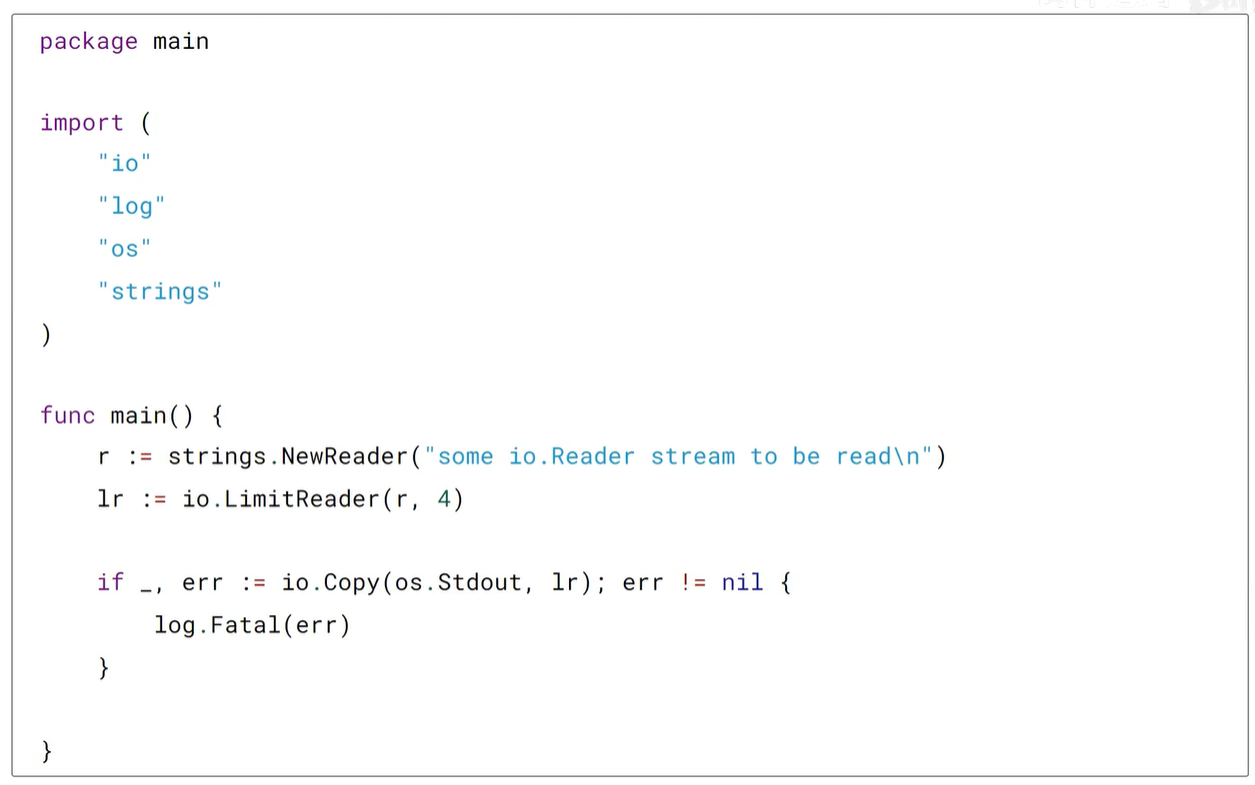 package main
import (
"io"
"log"
"os"
"strings"
)
func main() {
r := strings.NewReader("some io.Reader stream to be read\n")
lr := io.LimitReader(r, 4)
if _, err := io.Copy(os.Stdout, lr); err != nil {
log.Fatal(err)
}
}